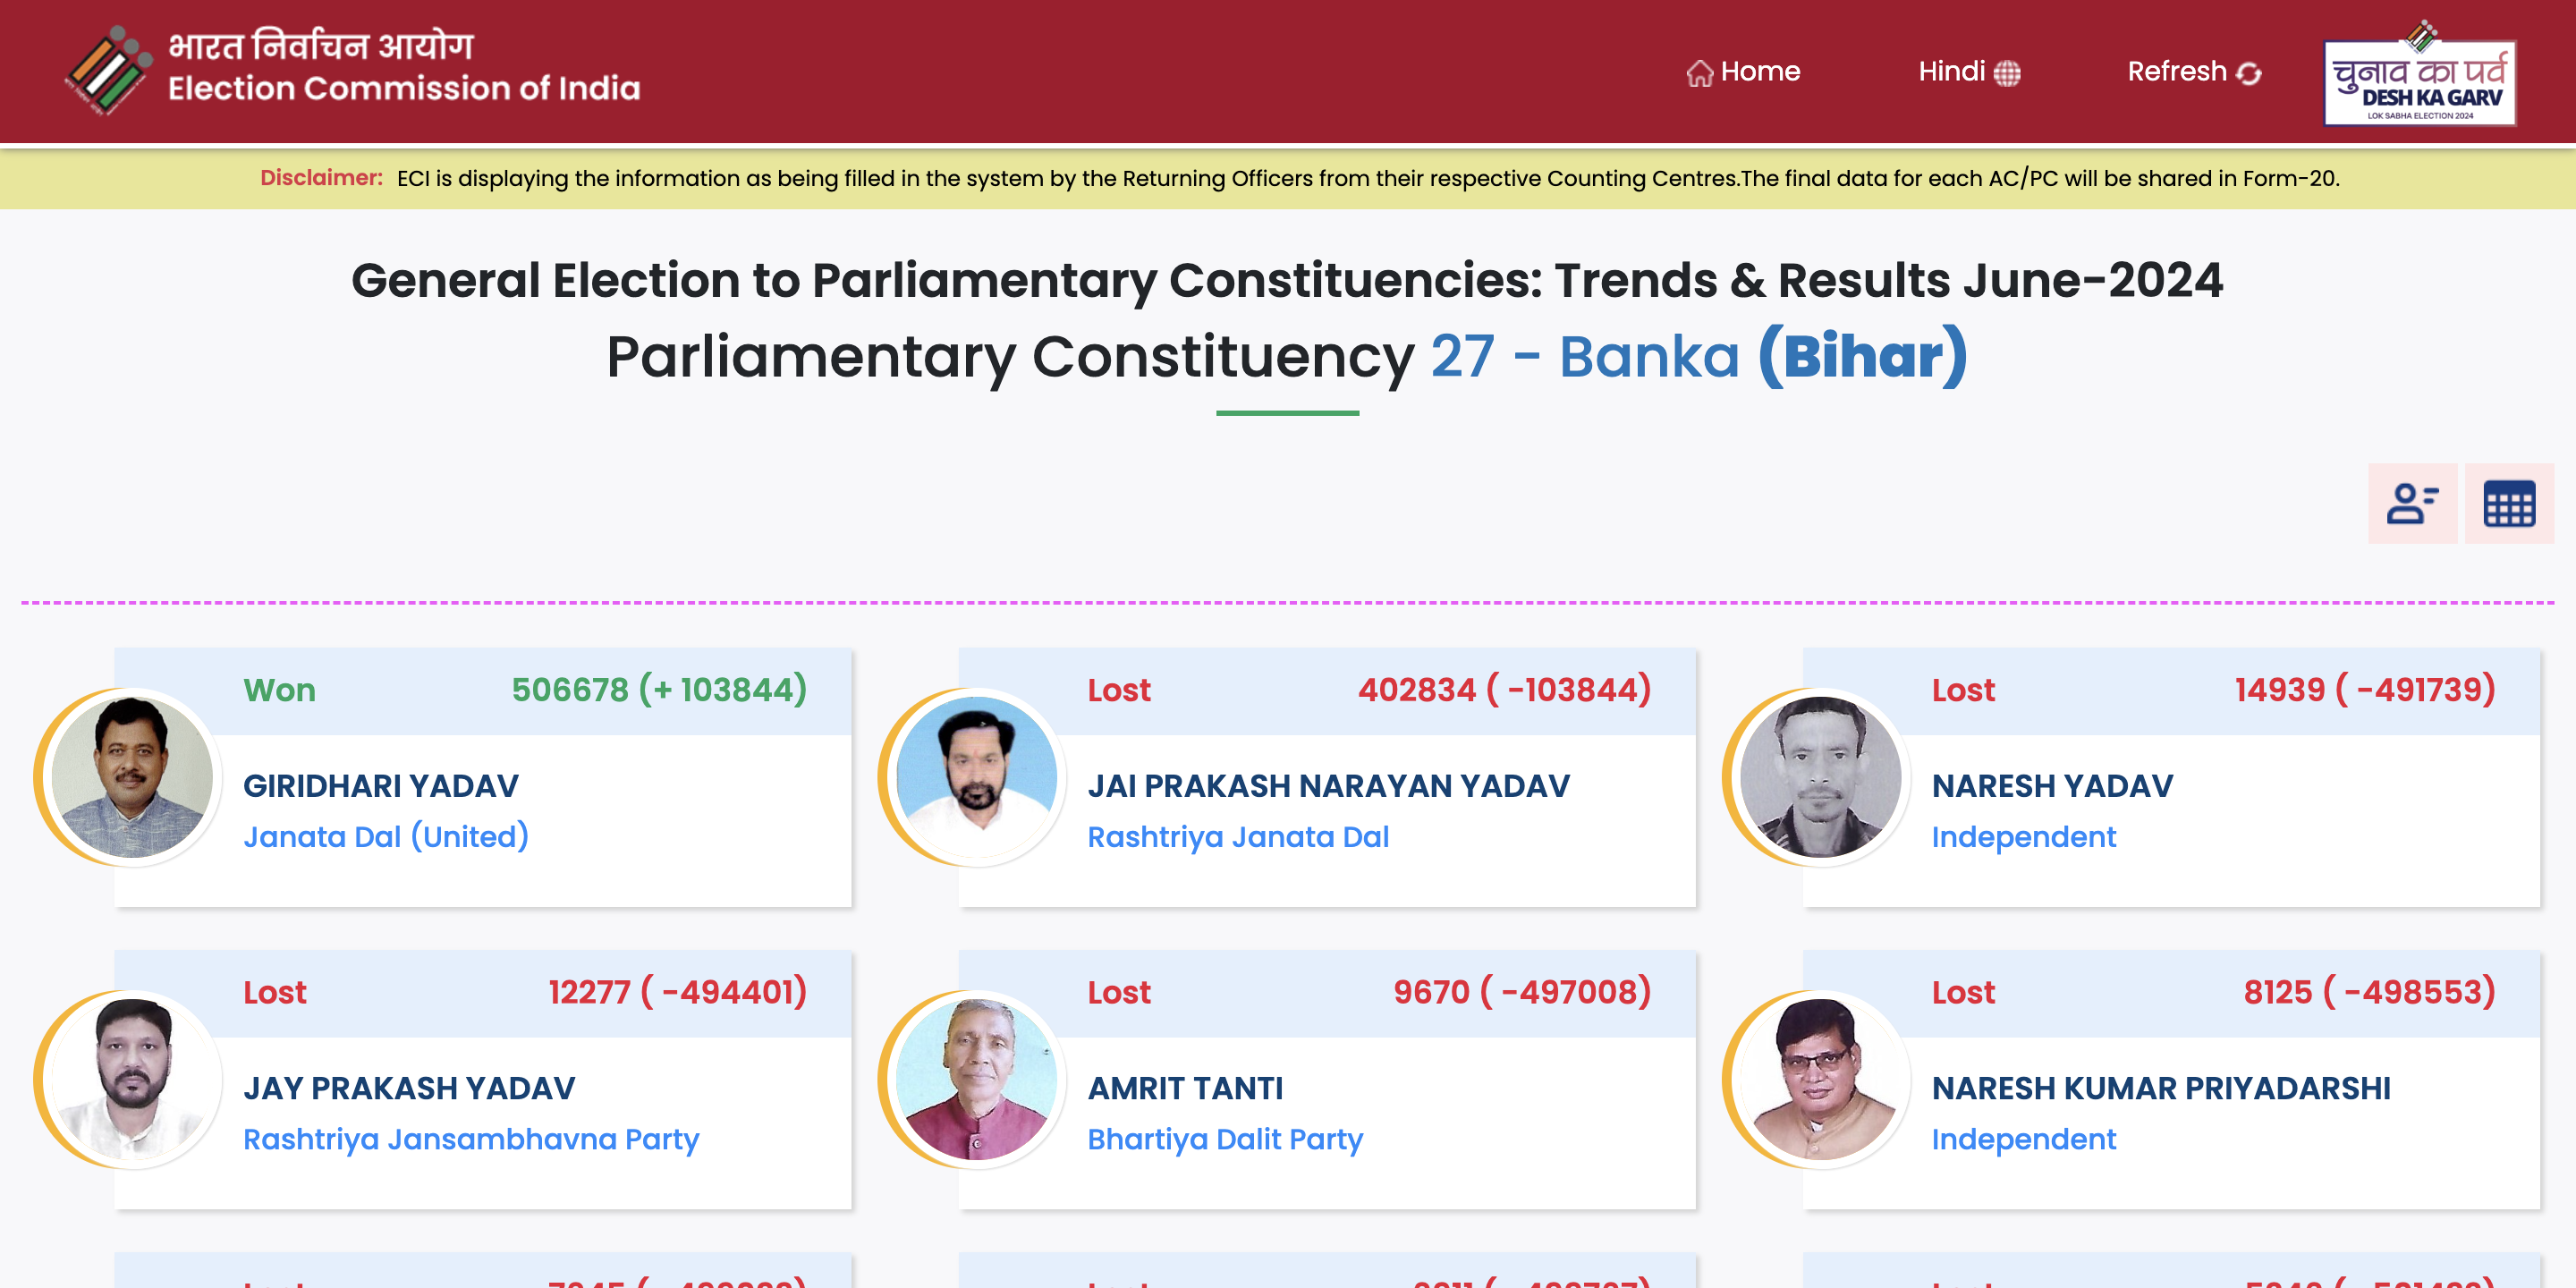 भारत निर्वाचन आयोग
Election Commission of India
Home
Hindi
Refresh
चुनाव का पर्व
DESH KA GARV
LOK SABHA ELECTION 2024
Disclaimer: ECI is displaying the information as being filled in the system by the Returning Officers from their respective Counting Centres.The final data for each AC/PC will be shared in Form-20.
General Election to Parliamentary Constituencies: Trends & Results June-2024
Parliamentary Constituency 27 - Banka (Bihar)
Won 506678 (+ 103844)
GIRIDHARI YADAV
Janata Dal (United)
Lost 402834 ( -103844)
JAI PRAKASH NARAYAN YADAV
Rashtriya Janata Dal
Lost 14939 ( -491739)
NARESH YADAV
Independent
Lost 12277 ( -494401)
JAY PRAKASH YADAV
Rashtriya Jansambhavna Party
Lost 9670 ( -497008)
AMRIT TANTI
Bhartiya Dalit Party
Lost 8125 ( -498553)
NARESH KUMAR PRIYADARSHI
Independent